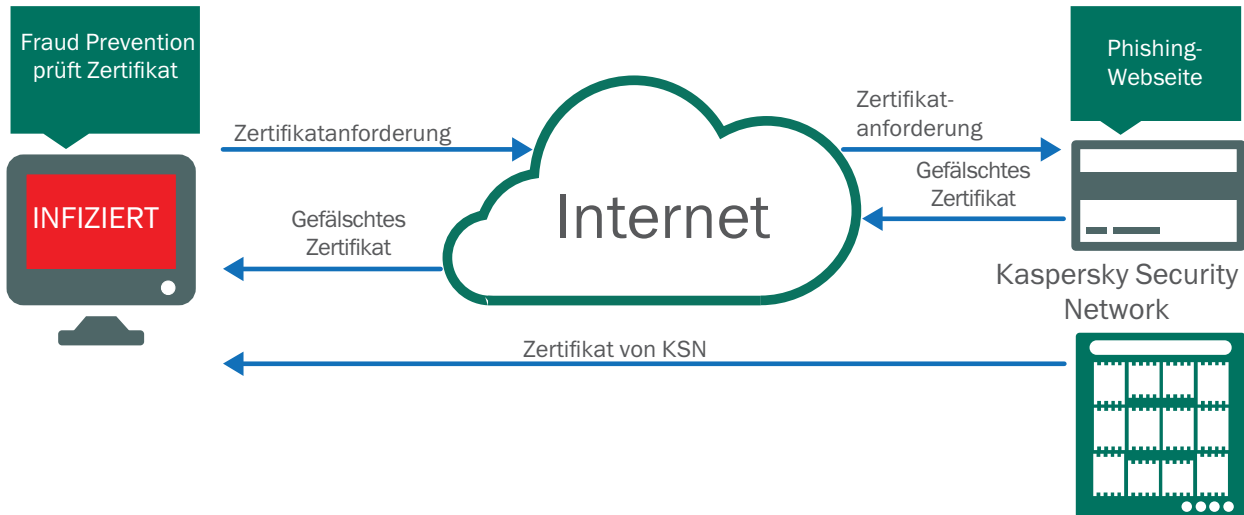 Fraud Prevention
prüft Zertifikat
Phishing-
Webseite
Zertifikatanforderung
Zertifikat-
anforderung
INFIZIERT
Gefälschtes
Zertifikat
Internet
Gefälschtes
Zertifikat
Kaspersky Security
Network
Zertifikat von KSN